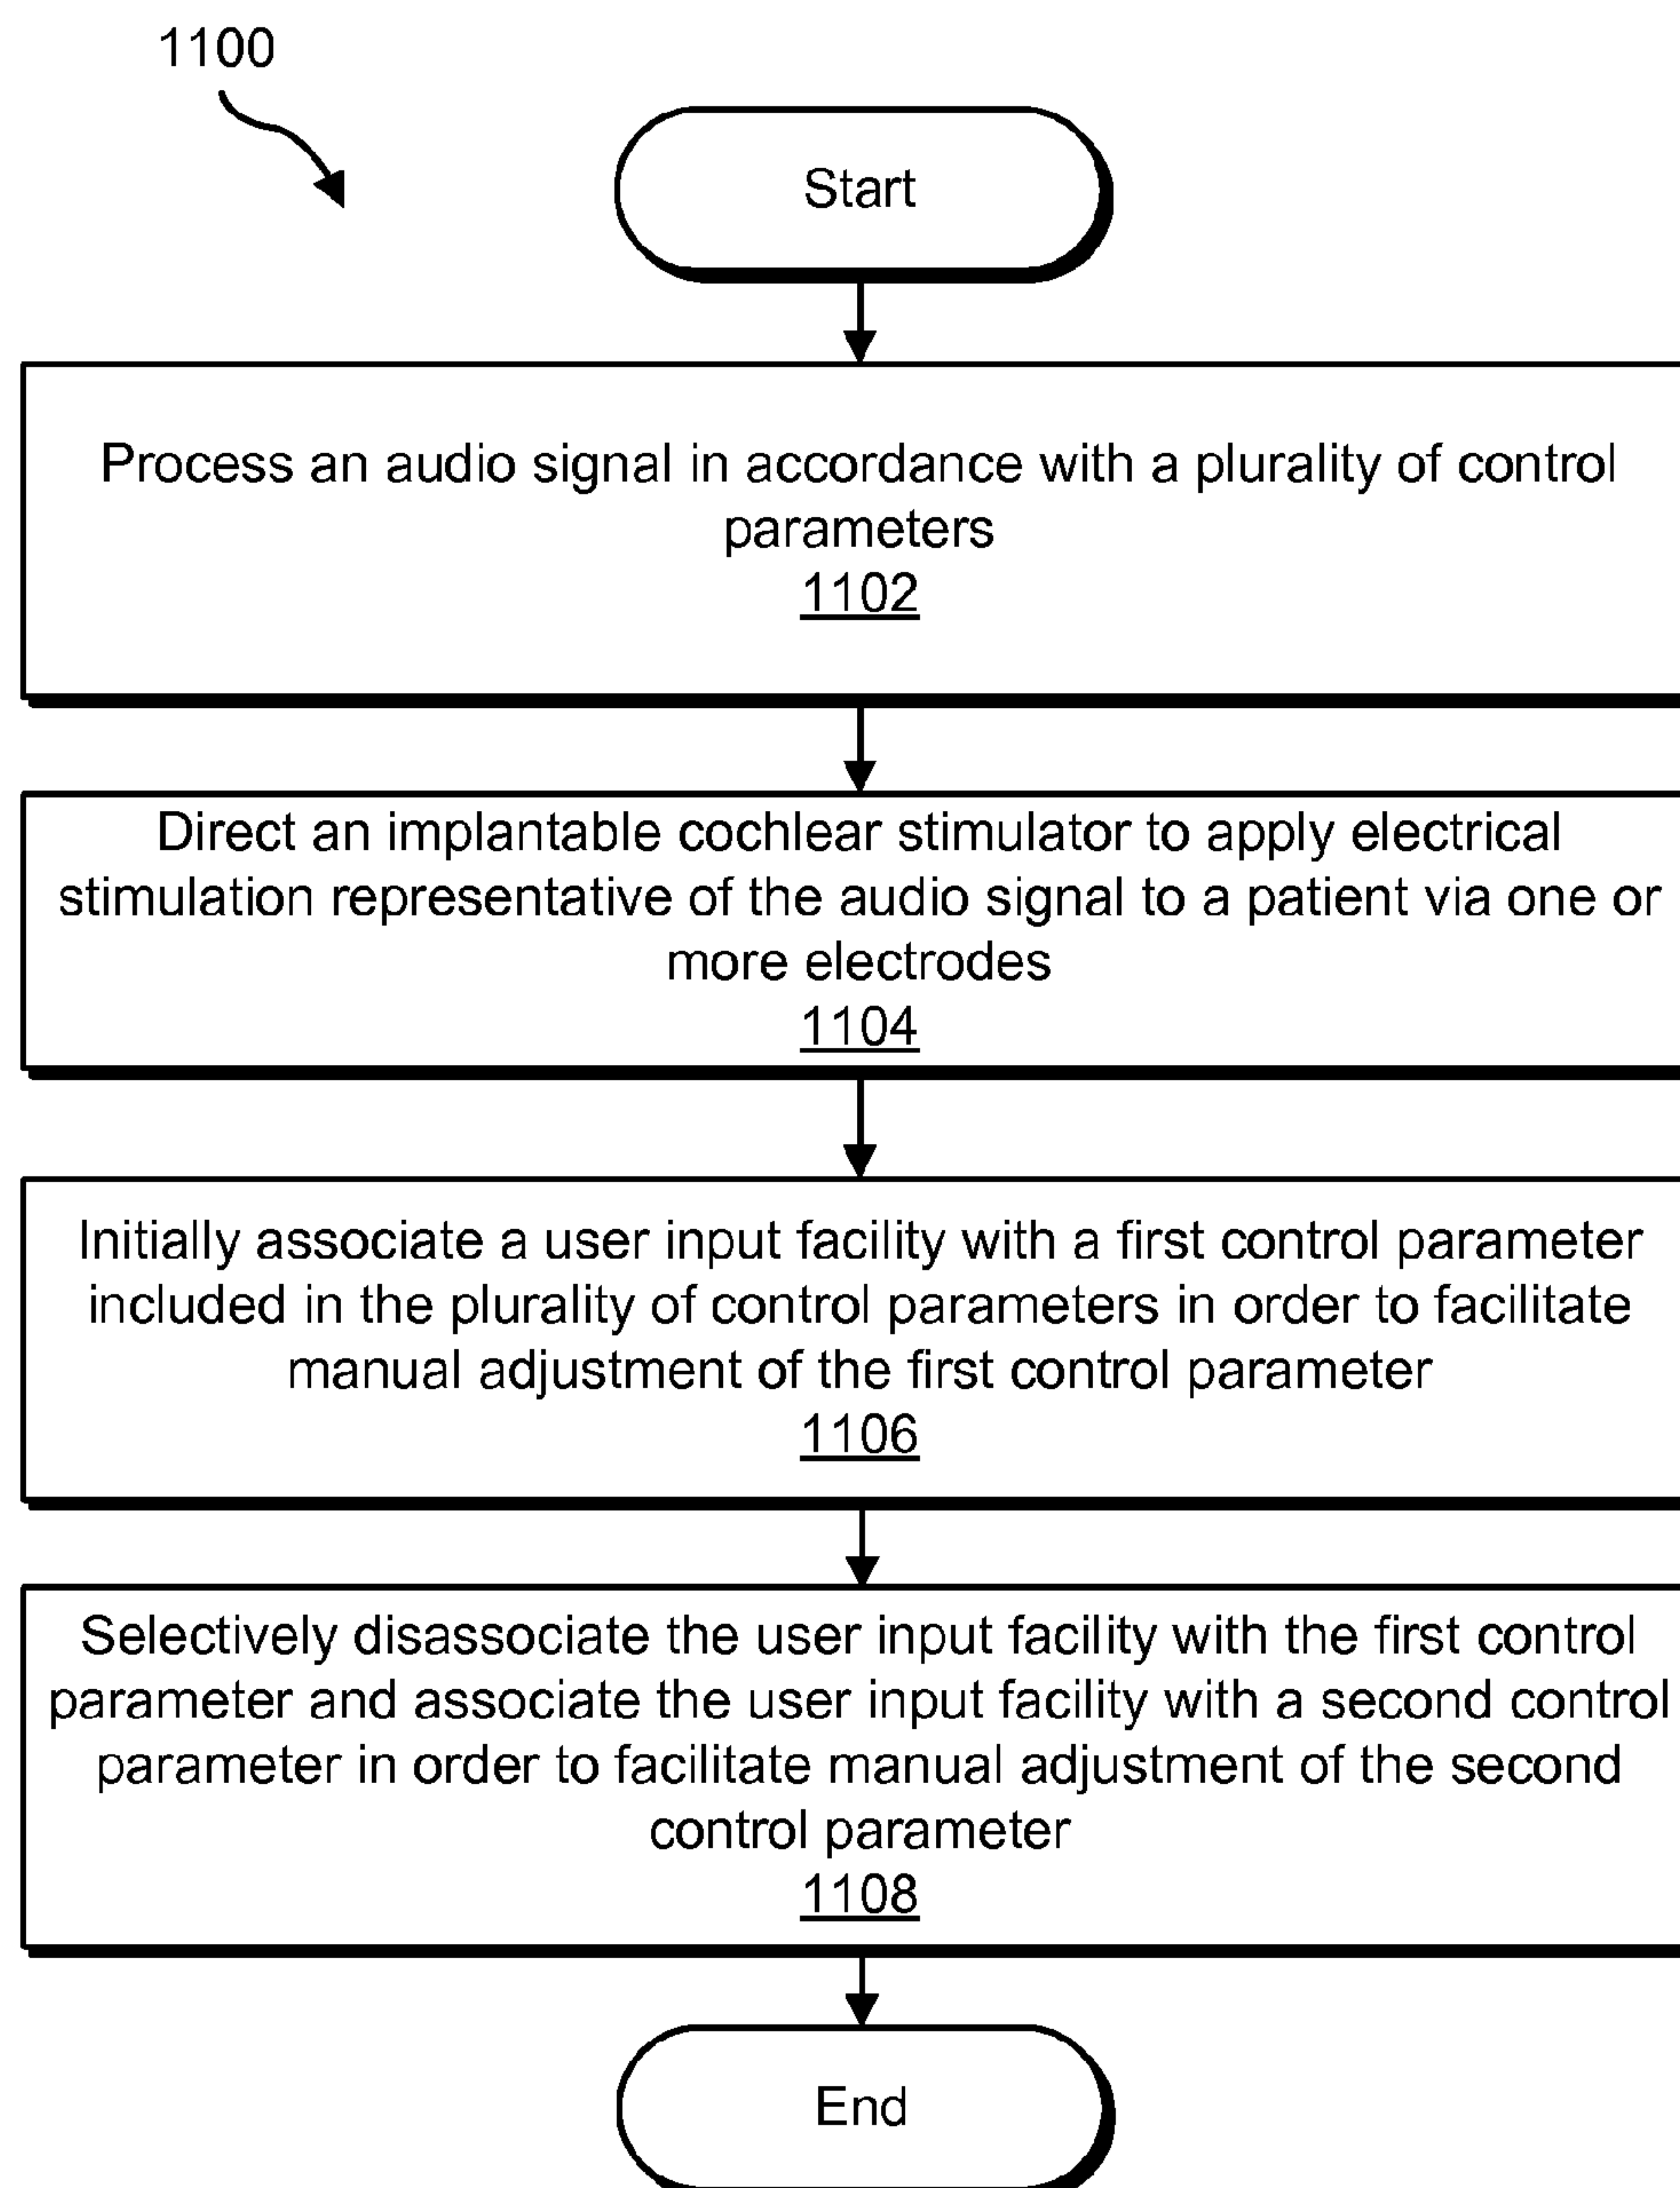 1100
Start
Process an audio signal in accordance with a plurality of control
parameters
1102
Direct an implantable cochlear stimulator to apply electrical
stimulation representative of the audio signal to a patient via one or
more electrodes
1104
Initially associate a user input facility with a first control parameter
included in the plurality of control parameters in order to facilitate
manual adjustment of the first control parameter
1106
Selectively disassociate the user input facility with the first control
parameter and associate the user input facility with a second control
parameter in order to facilitate manual adjustment of the second
control parameter
1108
End